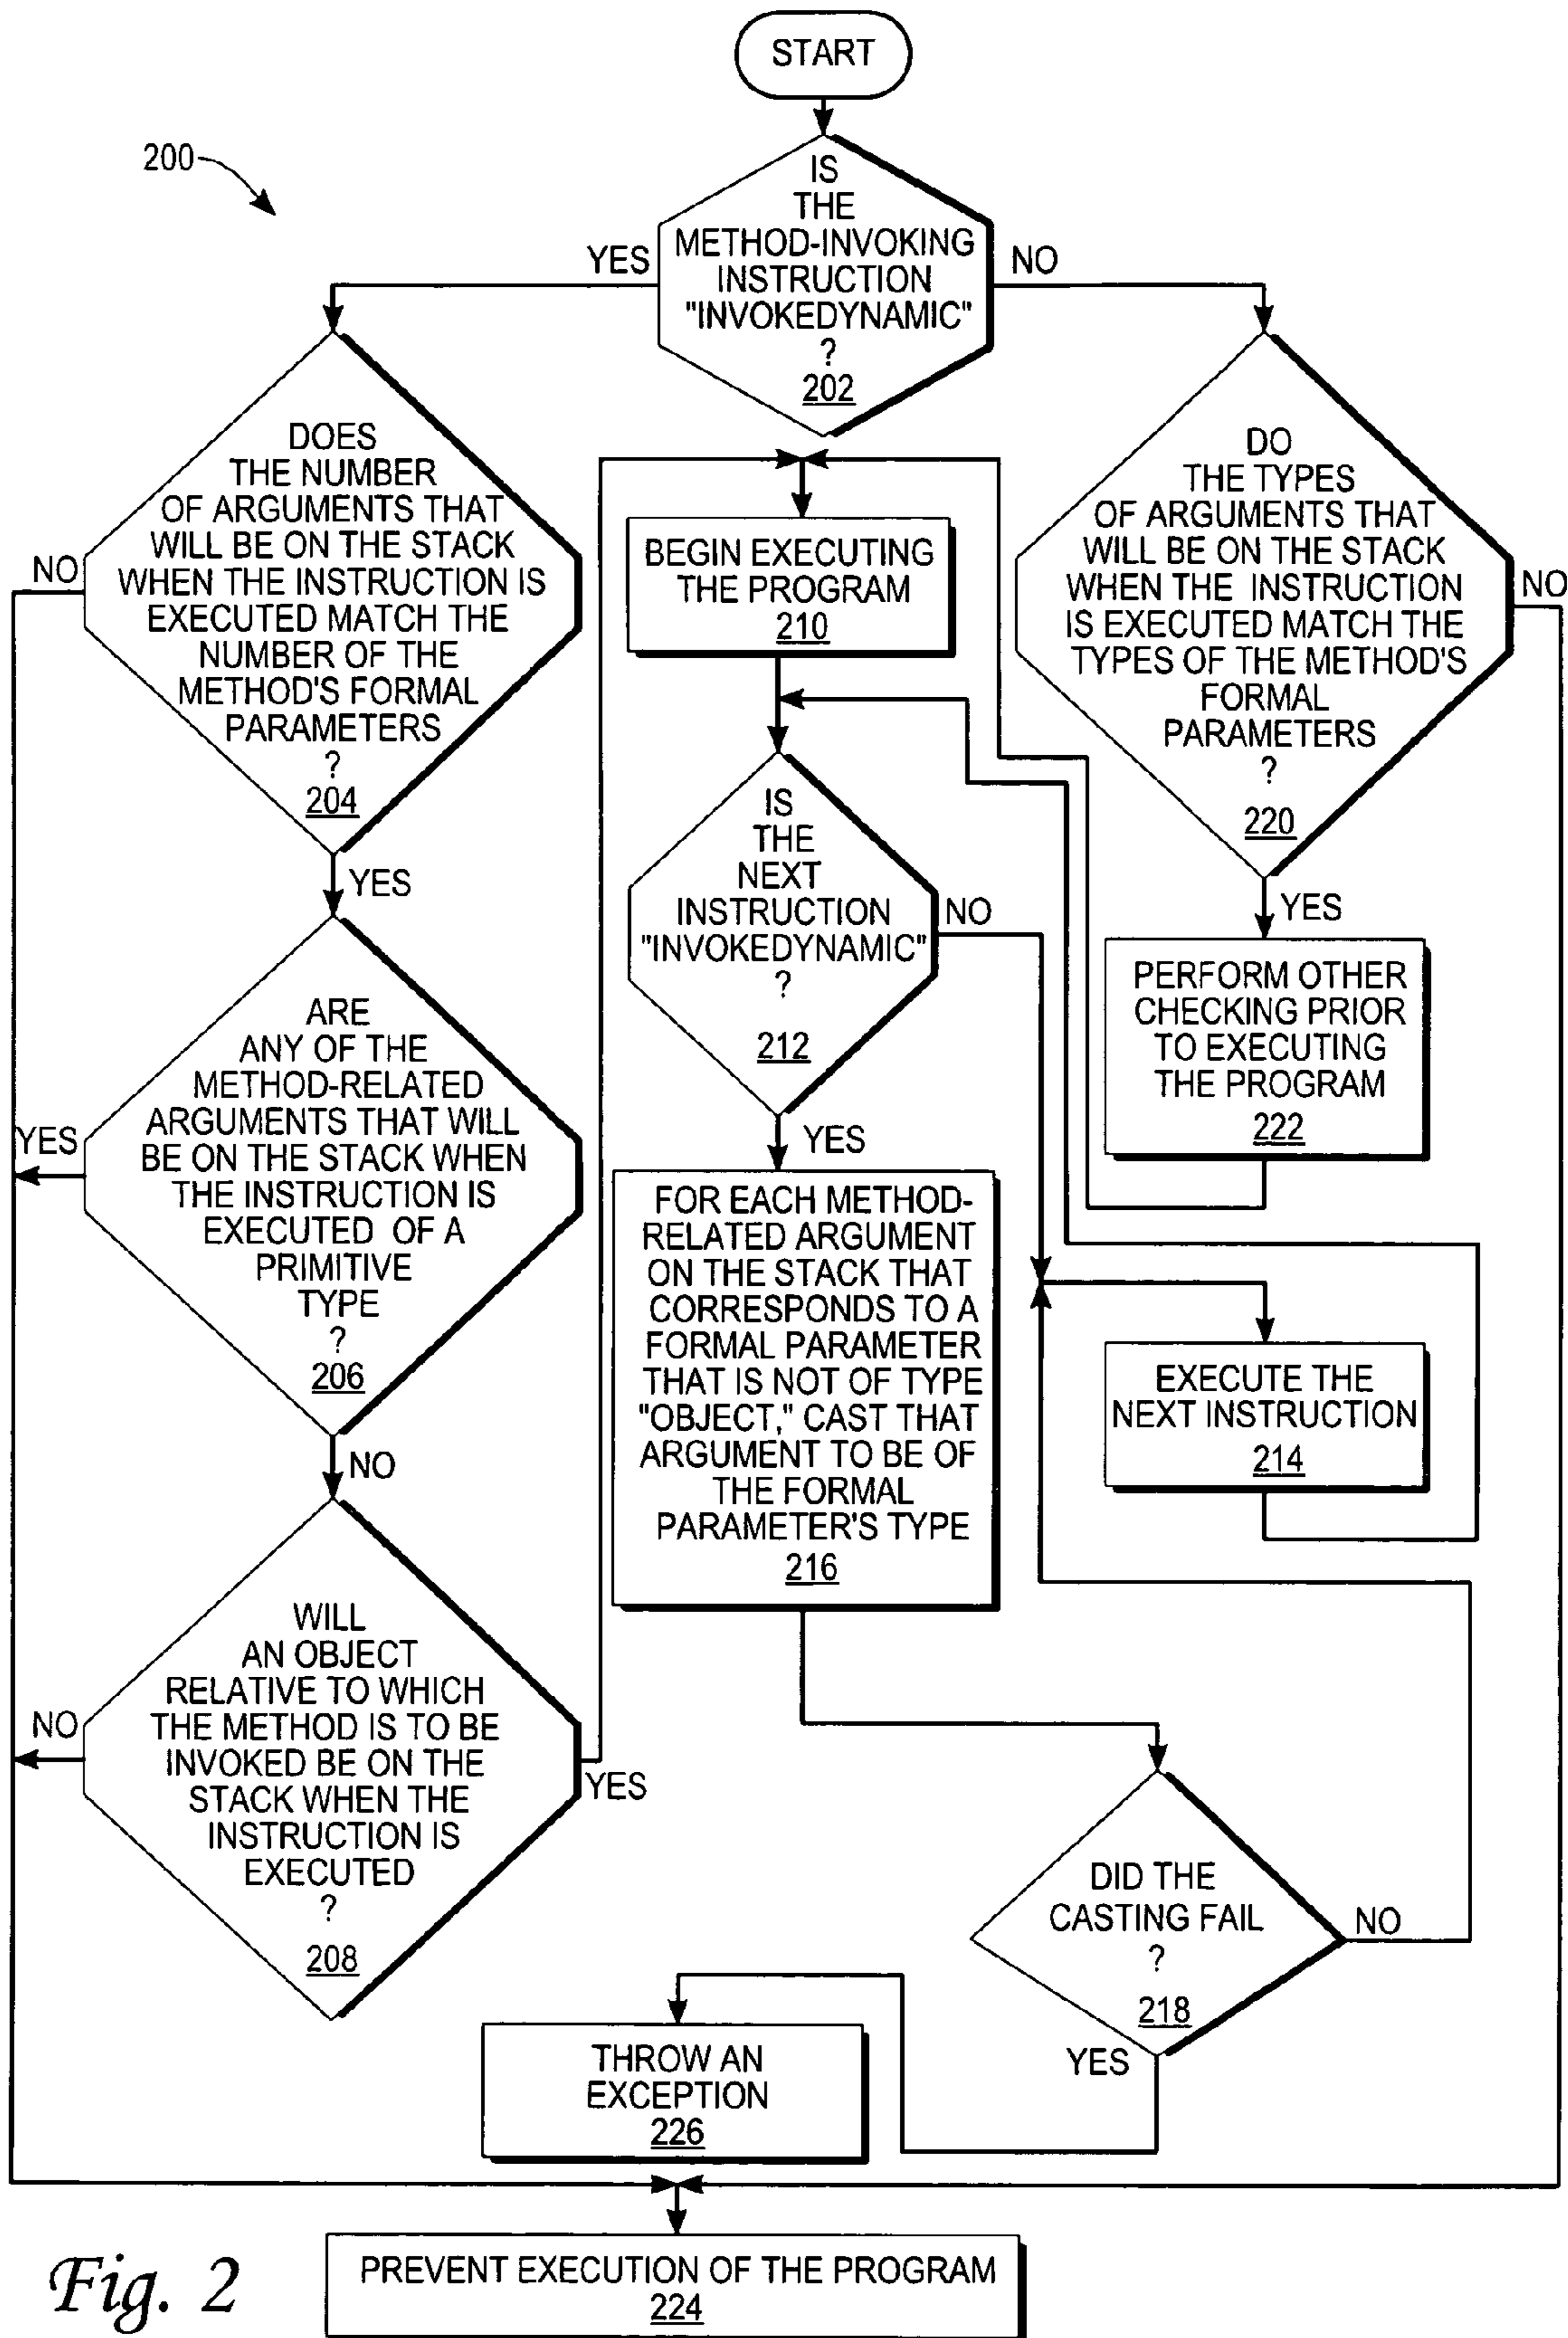 START
200
IS
THE
METHOD-INVOKING
INSTRUCTION
"INVOKEDYNAMIC"
?
202
YES
NO
DOES
THE NUMBER
OF ARGUMENTS THAT
WILL BE ON THE STACK
WHEN THE INSTRUCTION IS
EXECUTED MATCH THE
NUMBER OF THE
METHOD'S FORMAL
PARAMETERS
?
204
NO
YES
ARE
ANY OF THE
METHOD-RELATED
ARGUMENTS THAT WILL
BE ON THE STACK WHEN
THE INSTRUCTION IS
EXECUTED OF A
PRIMITIVE
TYPE
?
206
YES
NO
WILL
AN OBJECT
RELATIVE TO WHICH
THE METHOD IS TO BE
INVOKED BE ON THE
STACK WHEN THE
INSTRUCTION IS
EXECUTED
?
208
NO
YES
BEGIN EXECUTING
THE PROGRAM
210
IS
THE
NEXT
INSTRUCTION
"INVOKEDYNAMIC"
?
212
NO
YES
FOR EACH METHOD-
RELATED ARGUMENT
ON THE STACK THAT
CORRESPONDS TO A
FORMAL PARAMETER
THAT IS NOT OF TYPE
"OBJECT," CAST THAT
ARGUMENT TO BE OF
THE FORMAL
PARAMETER'S TYPE
216
DO
THE TYPES
OF ARGUMENTS THAT
WILL BE ON THE STACK
WHEN THE INSTRUCTION
IS EXECUTED MATCH THE
TYPES OF THE METHOD'S
FORMAL
PARAMETERS
?
220
NO
YES
PERFORM OTHER
CHECKING PRIOR
TO EXECUTING
THE PROGRAM
222
EXECUTE THE
NEXT INSTRUCTION
214
DID THE
CASTING FAIL
?
218
NO
YES
THROW AN
EXCEPTION
226
PREVENT EXECUTION OF THE PROGRAM
224
Fig. 2